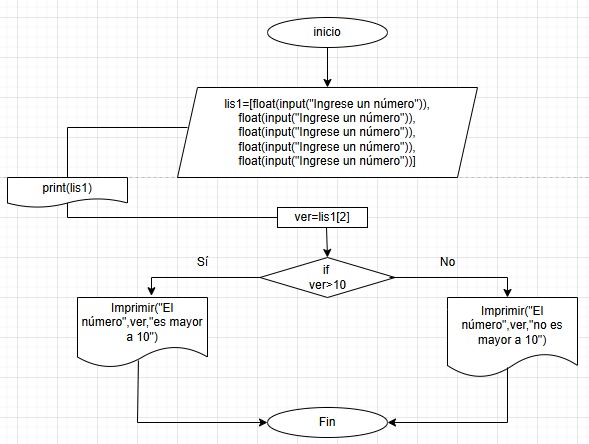 inicio
lis1=[float(input("Ingrese un número")),
float(input("Ingrese un número")),
float(input("Ingrese un número")),
float(input("Ingrese un número")),
float(input("Ingrese un número"))]
print(lis1)
ver=lis1[2]
Sí
if
ver>10
No
Imprimir("El
número",ver,"es mayor
a 10")
Imprimir("El
número",ver,"no es
mayor a 10")
Fin